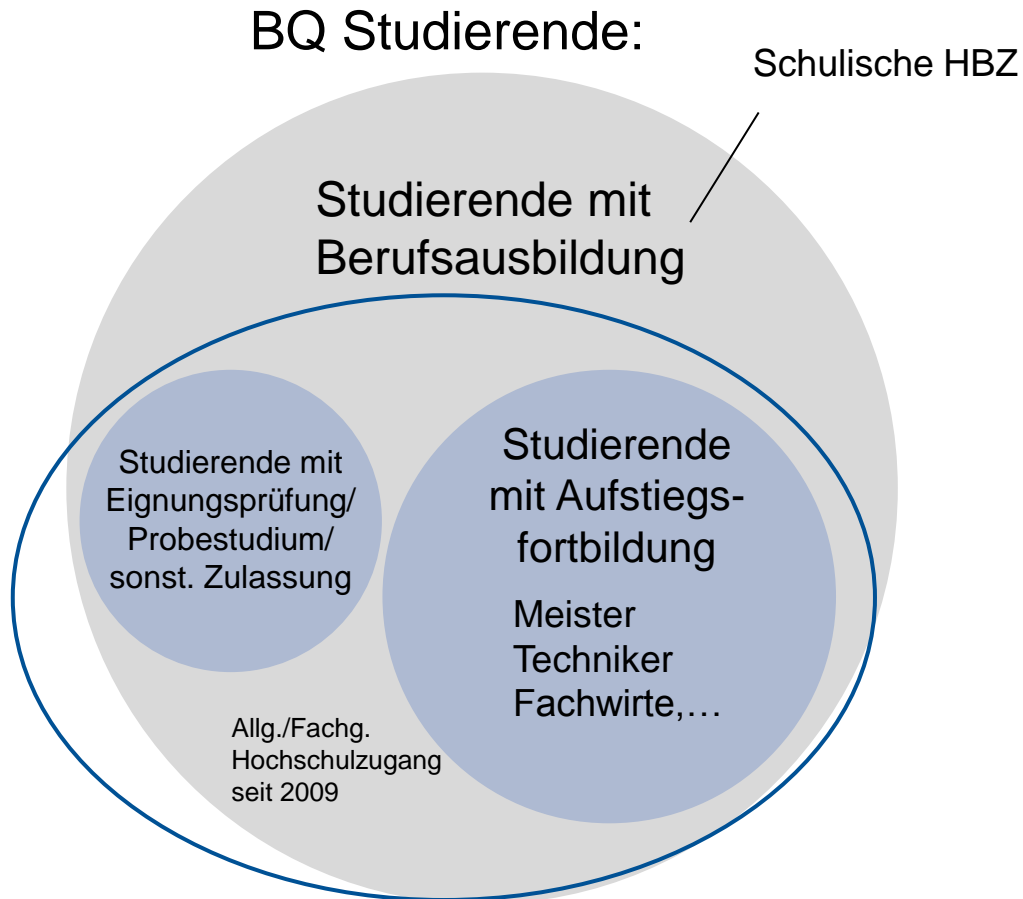 BQ Studierende:
Schulische HBZ
Studierende mit
Berufsausbildung
Studierende mit
Eignungsprüfung/
Probestudium/
sonst. Zulassung
Studierende
mit Aufstiegs-
fortbildung
Meister
Techniker
Fachwirte,…
Allg./Fachg.
Hochschulzugang
seit 2009